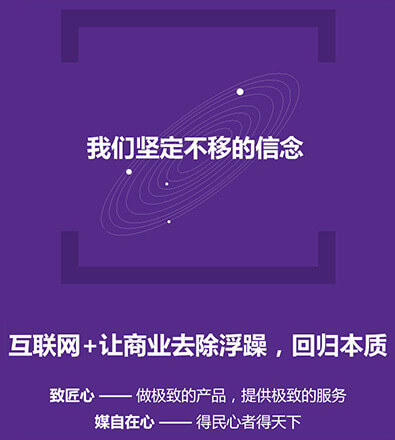 我们坚定不移的信念
互联网+让商业去除浮躁，回归本质
致匠心 —— 做极致的产品，提供极致的服务
媒自在心 —— 得民心者得天下